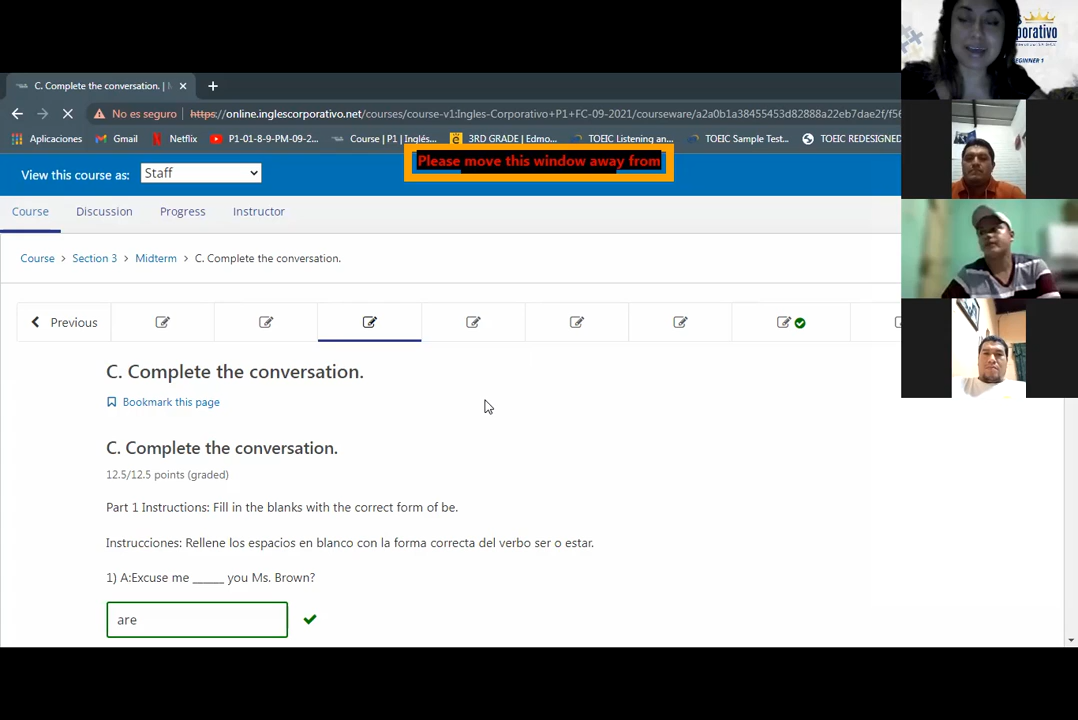 C. Complete the conversation. |
No es seguro
https://online.inglescorporativo.net/courses/course-v1:Ingles-Corporativo+P1+FC-09-2021/courseware/a2a0b1a38455453d82888a22eb7dae2f/f56
Aplicaciones
Gmail
Netflix
P1-01-8-9-PM-09-2...
Course | P1 | Inglés...
3RD GRADE | Edmo...
TOEIC Listening an...
TOEIC Sample Test...
TOEIC REDESIGNED
Please move this window away from
View this course as:
Staff
Course
Discussion
Progress
Instructor
Course > Section 3 > Midterm > C. Complete the conversation.
Previous
C. Complete the conversation.
Bookmark this page
C. Complete the conversation.
12.5/12.5 points (graded)
Part 1 Instructions: Fill in the blanks with the correct form of be.
Instrucciones: Rellene los espacios en blanco con la forma correcta del verbo ser o estar.
1) A:Excuse me ______ you Ms. Brown?
are